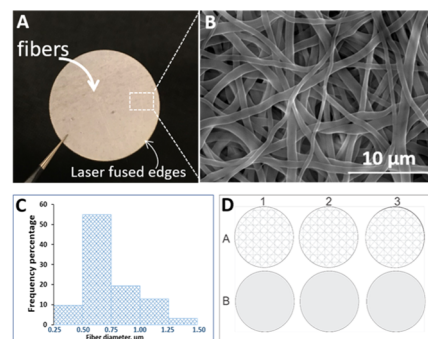 A
fibers
Laser fused edges
B
10 µm
C
Frequency percentage
60
50
40
30
20
10
0
0.25 0.50 0.75 1.00 1.25 1.50
Fiber diameter, um
D
1 2 3
A
B